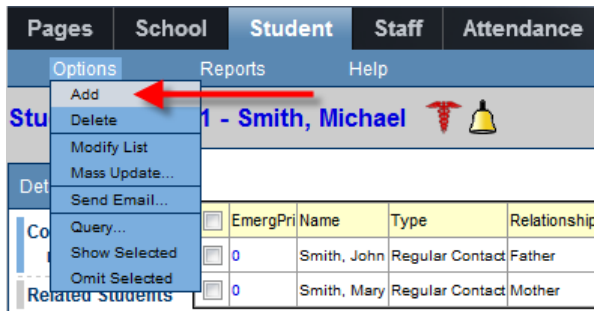 Pages School Student Staff Attendance
Options Reports Help
Add
Stu 1 - Smith, Michael
Delete
Modify List
Mass Update...
Det
Send Email...
EmergPri Name Type Relationship
Co
Query...
0 Smith, John Regular Contact Father
Show Selected
0 Smith, Mary Regular Contact Mother
Omit Selected
Related Students